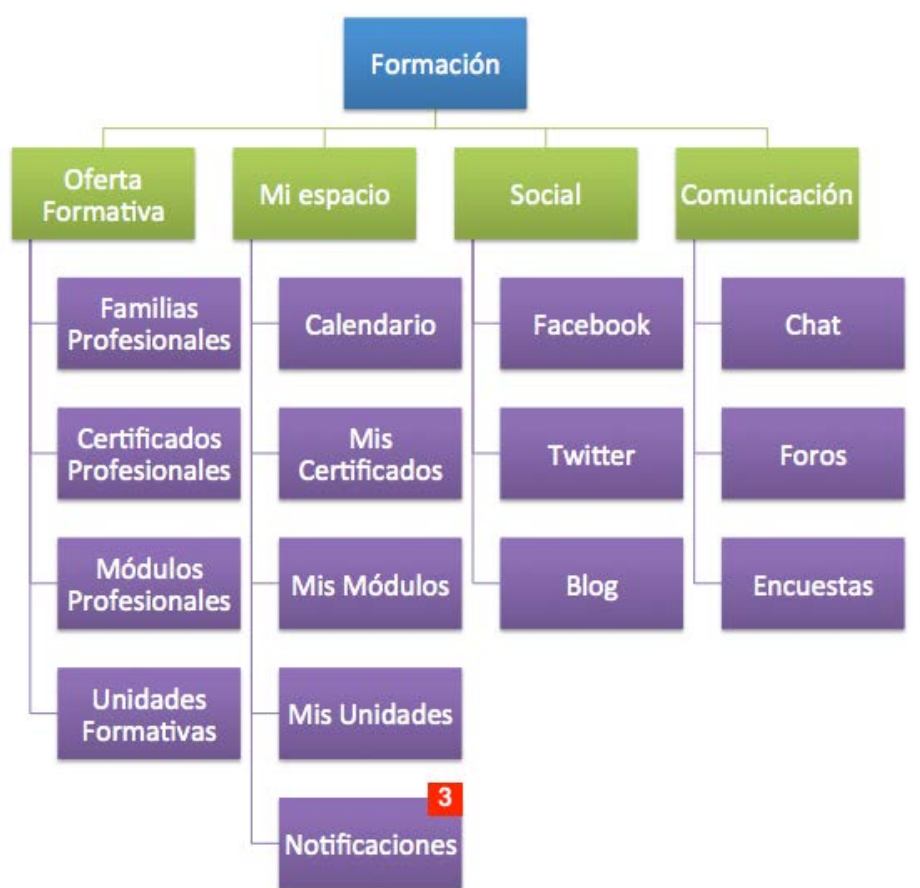 Formación
Oferta
Formativa
Mi espacio
Social
Comunicación
Familias
Profesionales
Calendario
Facebook
Chat
Certificados
Profesionales
Mis
Certificados
Twitter
Foros
Módulos
Profesionales
Mis Módulos
Blog
Encuestas
Unidades
Formativas
Mis Unidades
3
Notificaciones